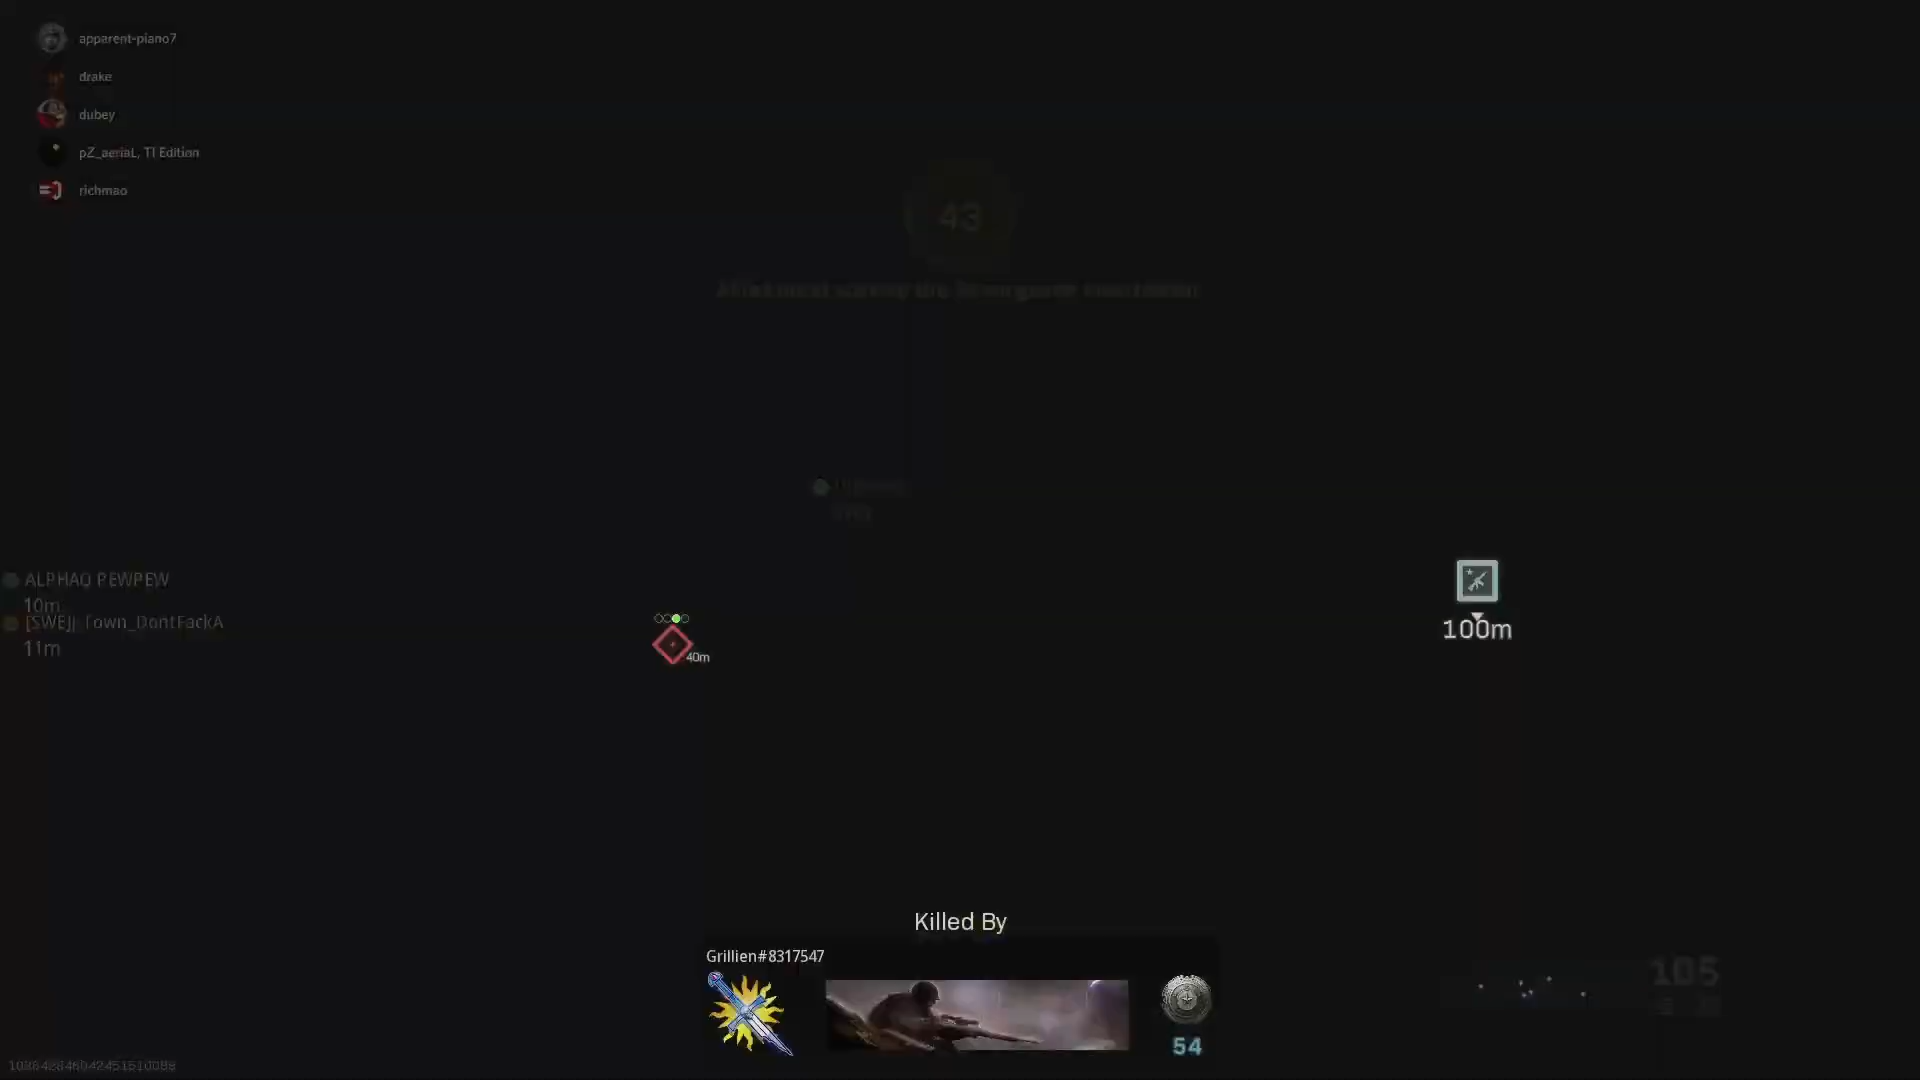 apparent-piano7
drake
dubey
pZ_aeriaL, TI Edition
richmao
43
ALPHAQ PEWPEW
10m
Town_DontFackA
11m
40m
100m
Killed By
Grillien#8317547
54
105